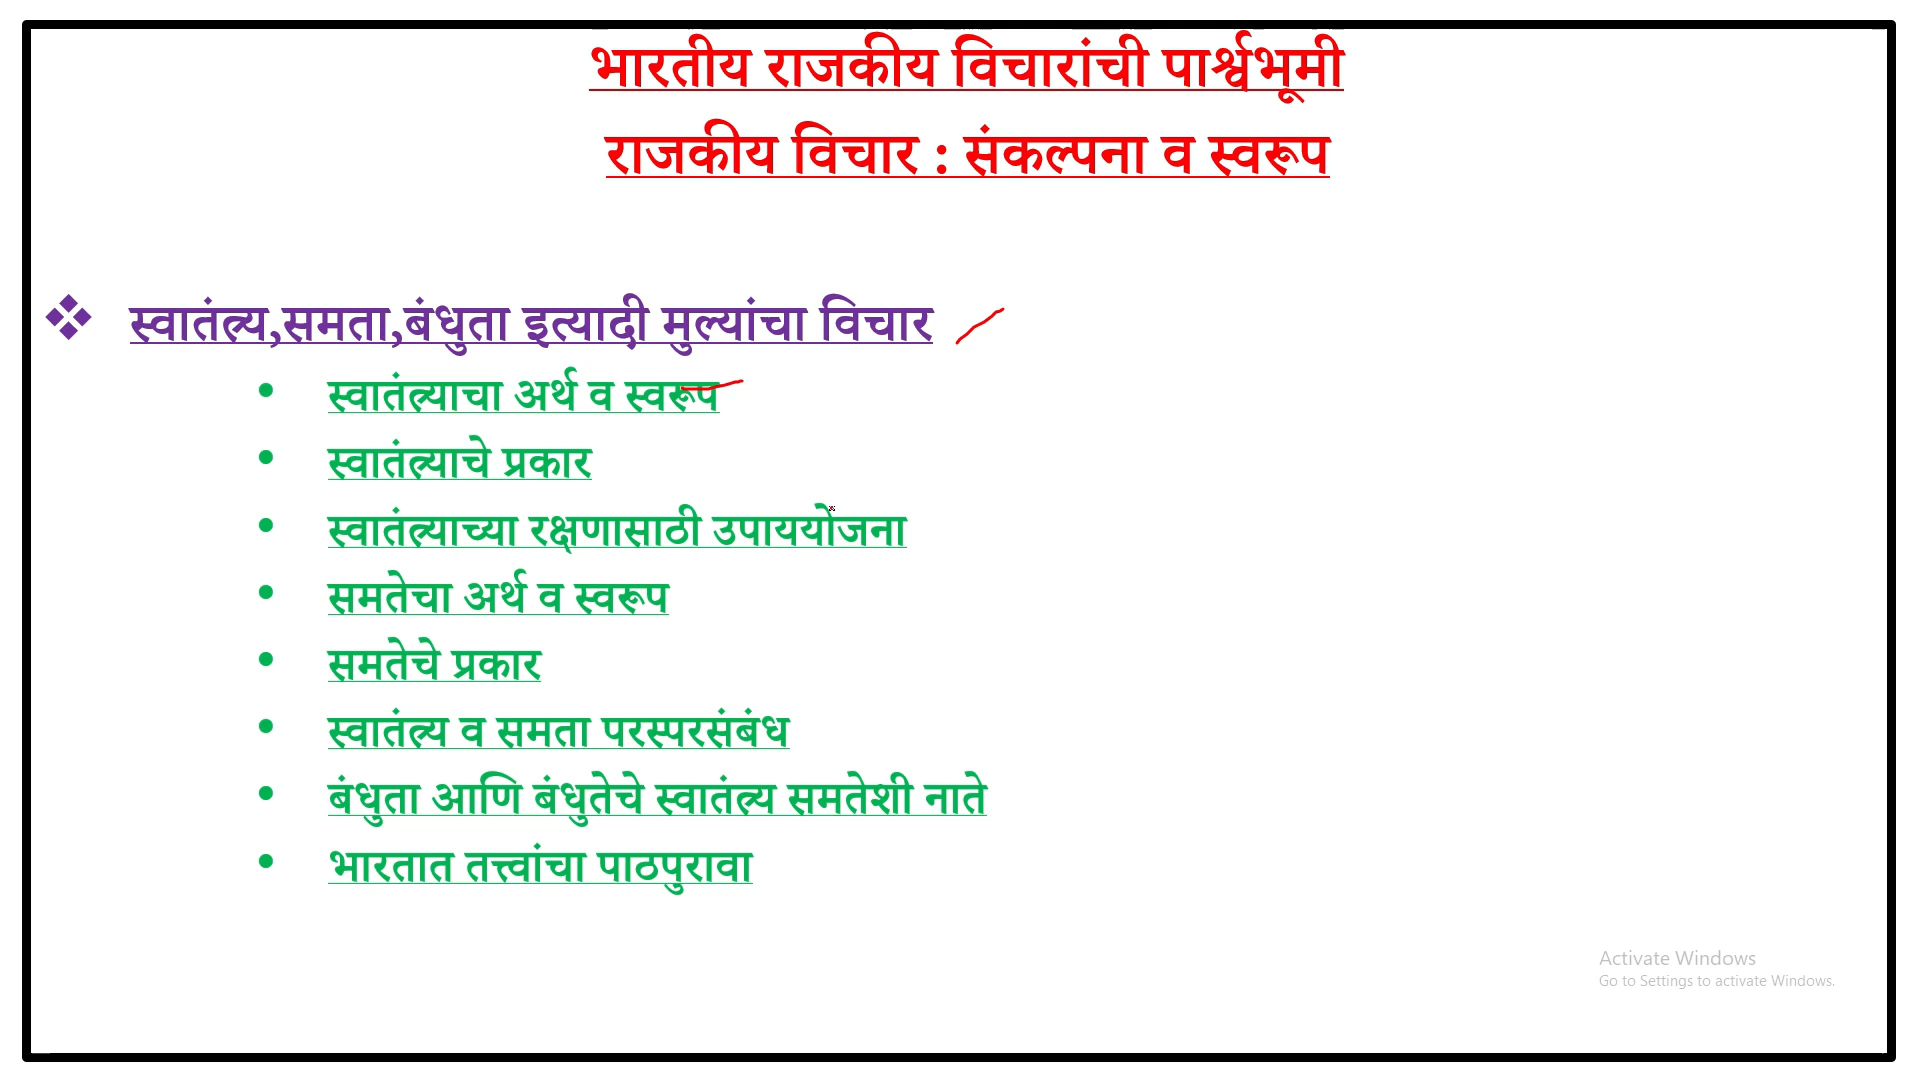 भारतीय राजकीय विचारांची पार्श्वभूमी
राजकीय विचार : संकल्पना व स्वरूप
❖ स्वातंत्र्य,समता,बंधुता इत्यादी मुल्यांचा विचार
• स्वातंत्र्याचा अर्थ व स्वरूप
• स्वातंत्र्याचे प्रकार
• स्वातंत्र्याच्या रक्षणासाठी उपाययोजना
• समतेचा अर्थ व स्वरूप
• समतेचे प्रकार
• स्वातंत्र्य व समता परस्परसंबंध
• बंधुता आणि बंधुतेचे स्वातंत्र्य समतेशी नाते
• भारतात तत्त्वांचा पाठपुरावा
Activate Windows
Go to Settings to activate Windows.